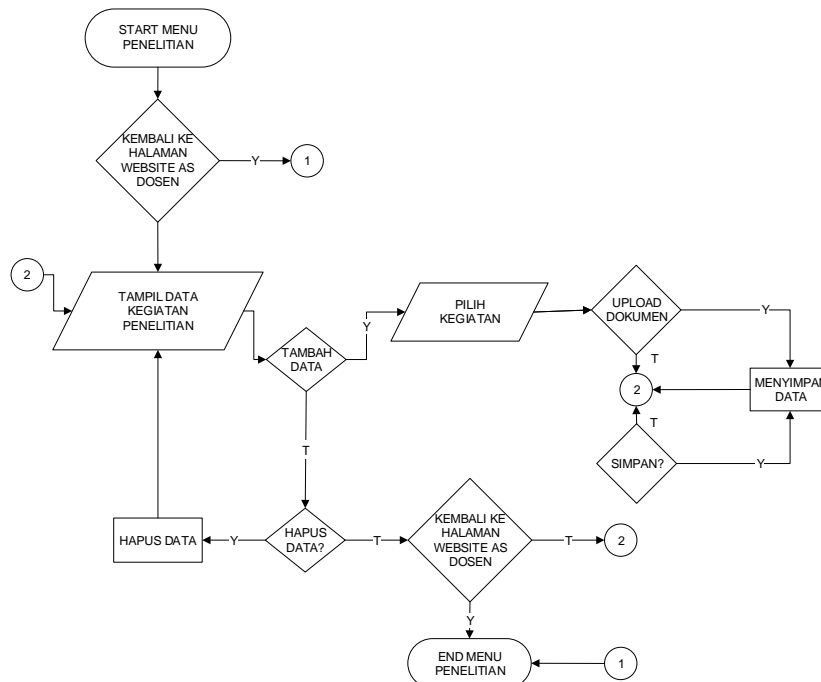 START MENU
PENELITIAN
KEMBALI KE
HALAMAN
WEBSITE AS
DOSEN
Y
1
2
TAMPIL DATA
KEGIATAN
PENELITIAN
TAMBAH
DATA
Y
PILIH
KEGIATAN
UPLOAD
DOKUMEN
Y
T
2
MENYIMPAN
DATA
T
SIMPAN?
Y
T
HAPUS DATA
Y
HAPUS
DATA?
T
KEMBALI KE
HALAMAN
WEBSITE AS
DOSEN
T
2
Y
END MENU
PENELITIAN
1